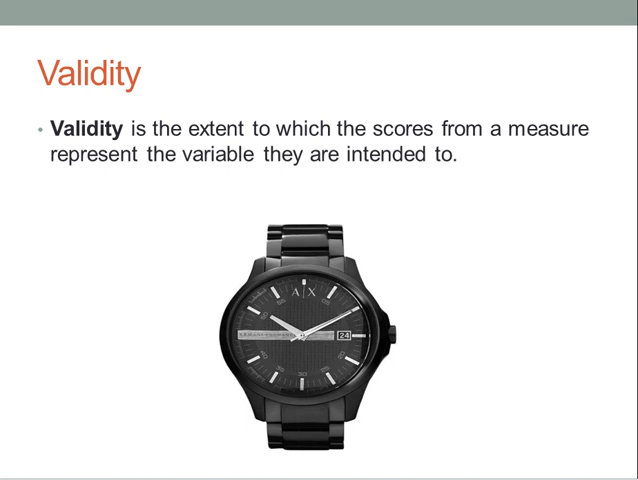 Validity
• Validity is the extent to which the scores from a measure
represent the variable they are intended to.
A|X
24
30